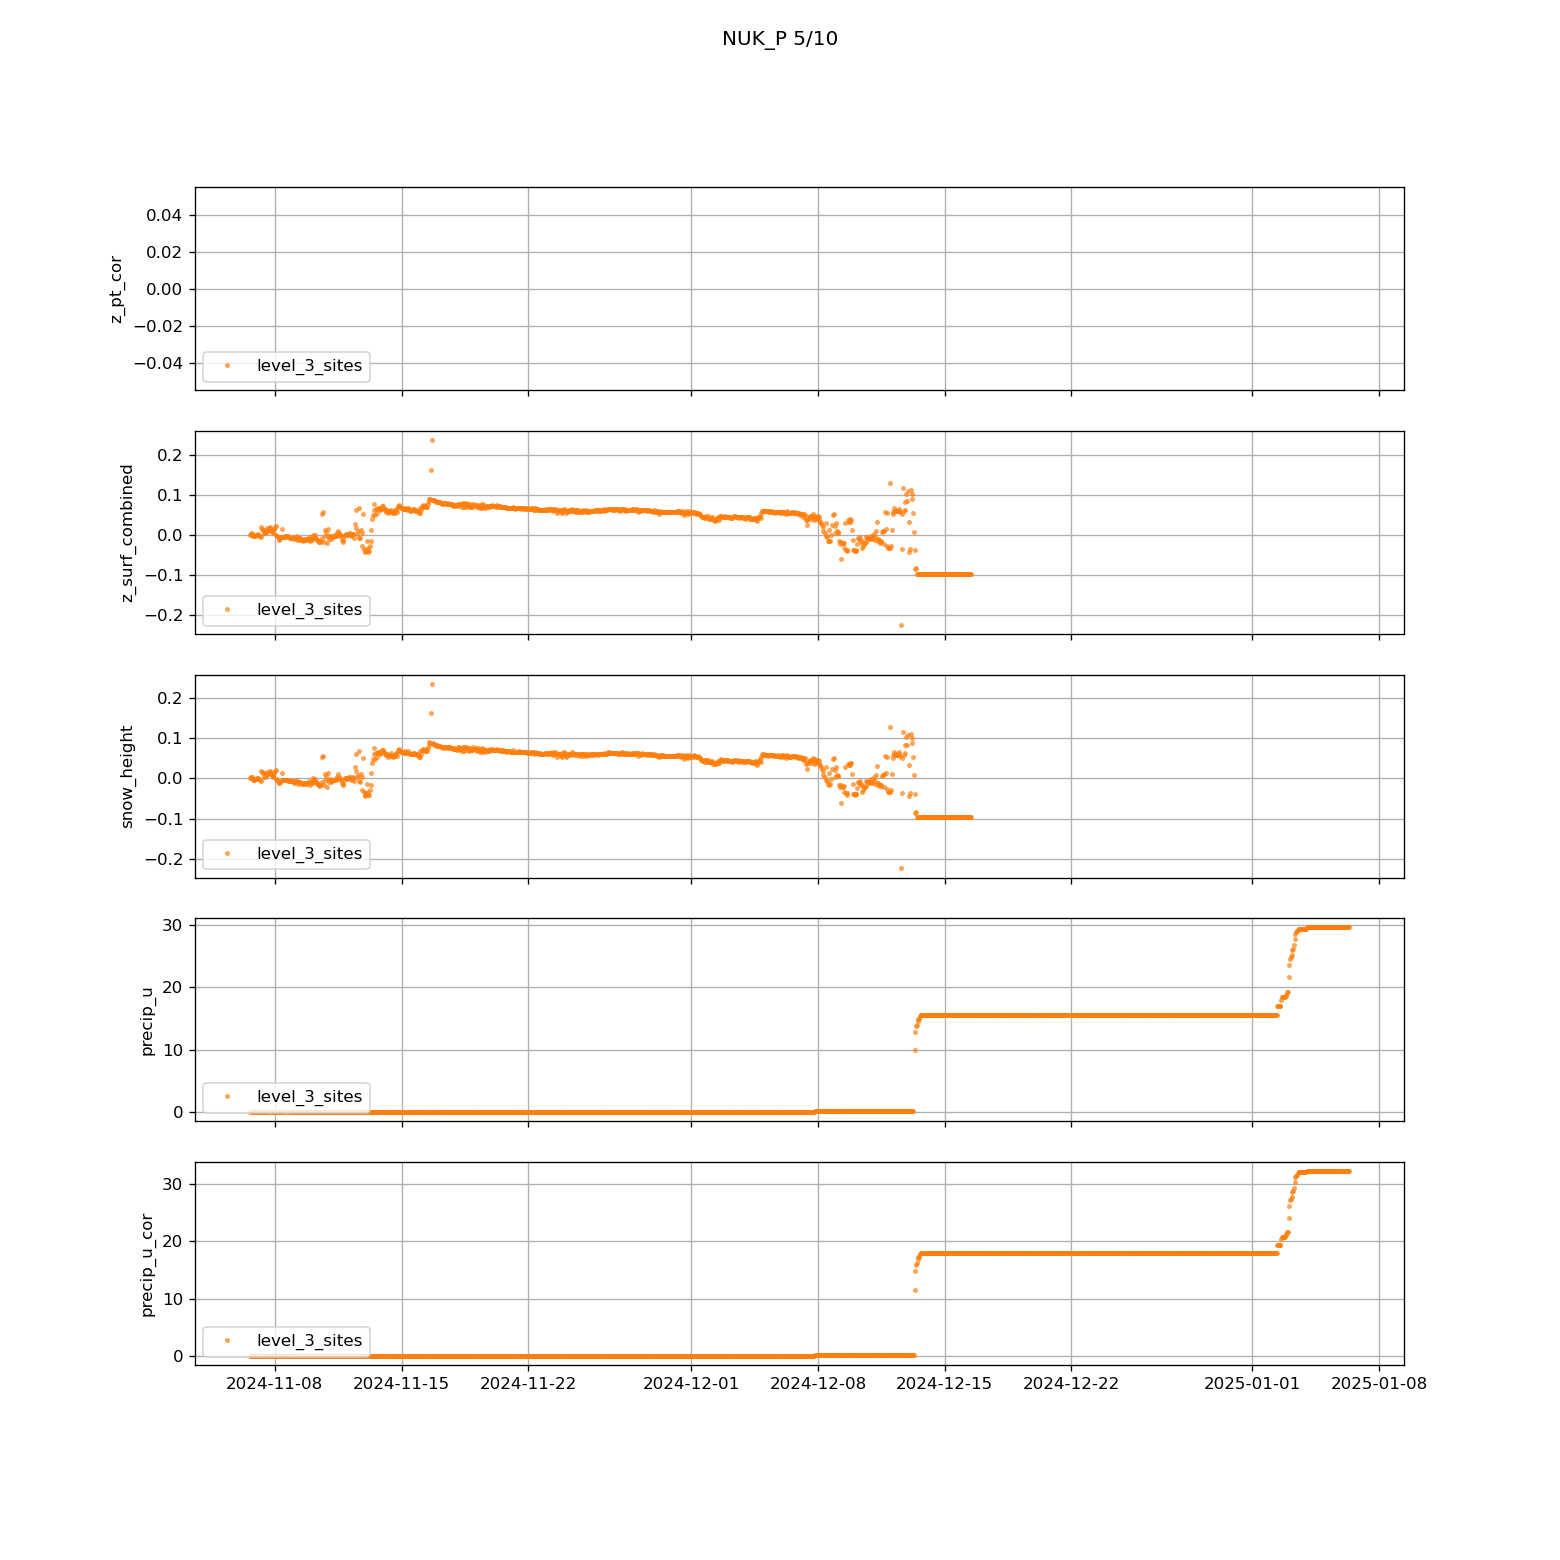 NUK_P 5/10
z_pt_cor
0.04
0.02
0.00
−0.02
−0.04
level_3_sites
z_surf_combined
0.2
0.1
0.0
−0.1
−0.2
level_3_sites
snow_height
0.2
0.1
0.0
−0.1
−0.2
level_3_sites
precip_u
30
20
10
0
level_3_sites
precip_u_cor
30
20
10
0
level_3_sites
2024-11-08 2024-11-15 2024-11-22 2024-12-01 2024-12-08 2024-12-15 2024-12-22 2025-01-01 2025-01-08